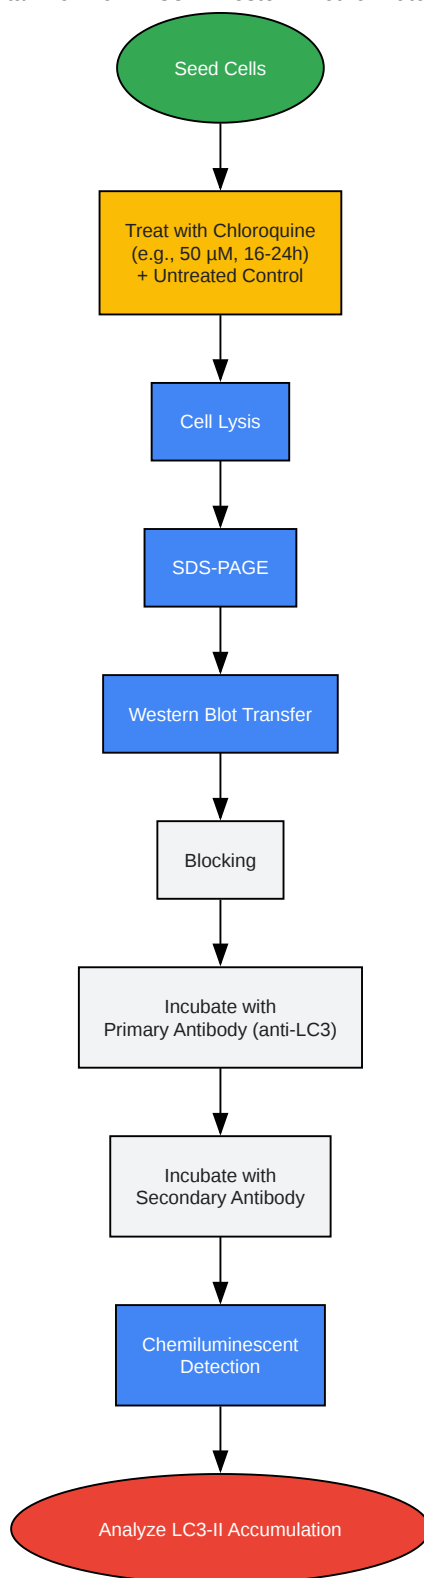 Seed Cells
Treat with Chloroquine
(e.g., 50 µM, 16-24h)
+ Untreated Control
Cell Lysis
SDS-PAGE
Western Blot Transfer
Blocking
Incubate with
Primary Antibody (anti-LC3)
Incubate with
Secondary Antibody
Chemiluminescent
Detection
Analyze LC3-II Accumulation